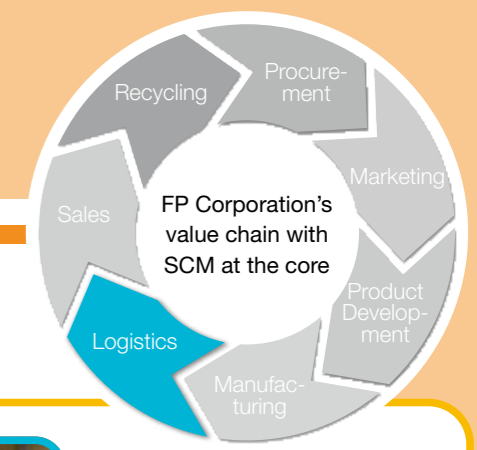 Procure-
ment
Marketing
Product
Develop-
ment
Manufac-
turing
Logistics
Sales
Recycling
FP Corporation's
value chain with
SCM at the core